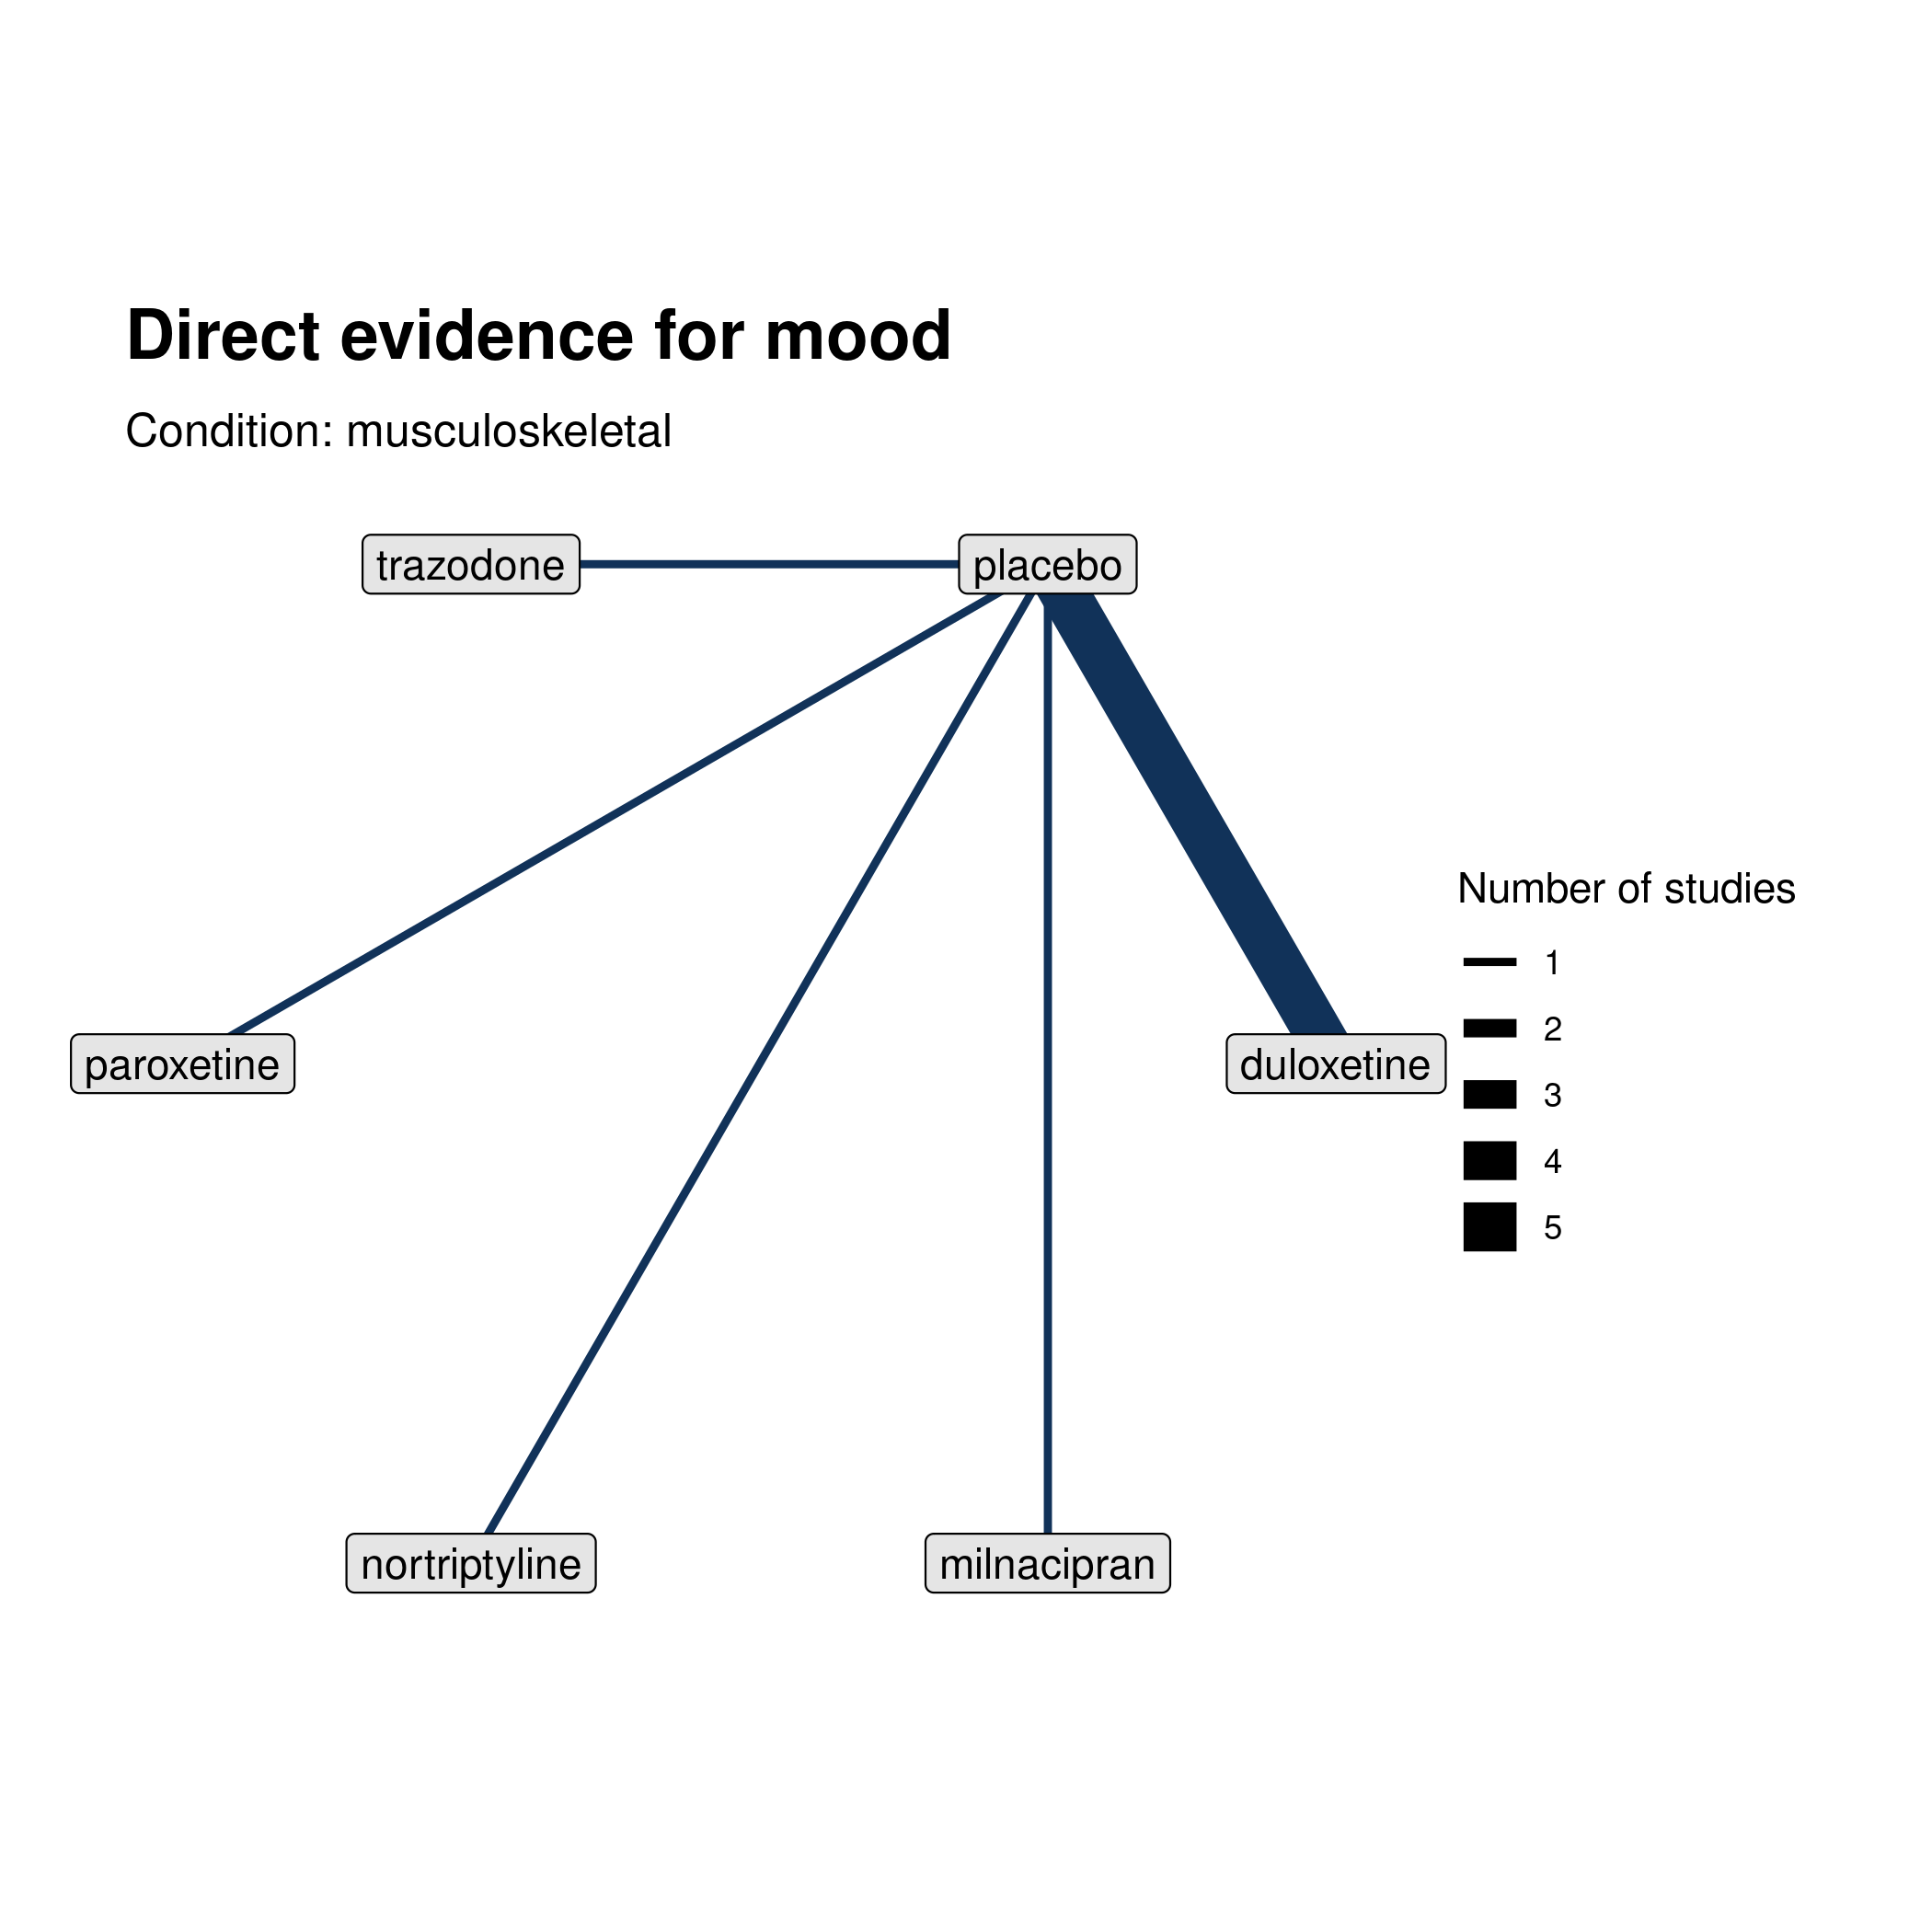 Direct evidence for mood
Condition: musculoskeletal
trazodone
placebo
Number of studies
1
2
3
4
5
paroxetine
duloxetine
nortriptyline
milnacipran